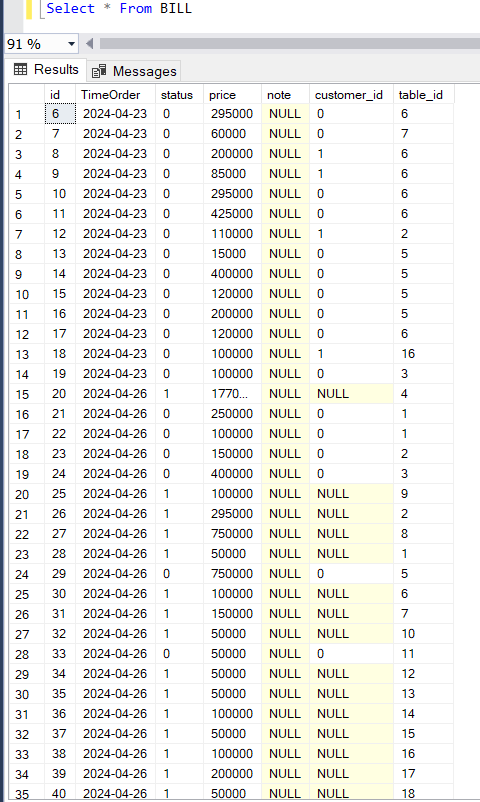 Select * From BILL
91 %
Results Messages
id TimeOrder status price note customer_id table_id
1 6 2024-04-23 0 295000 NULL 0 6
2 7 2024-04-23 0 60000 NULL 0 7
3 8 2024-04-23 0 200000 NULL 1 6
4 9 2024-04-23 0 85000 NULL 1 6
5 10 2024-04-23 0 295000 NULL 0 6
6 11 2024-04-23 0 425000 NULL 0 6
7 12 2024-04-23 0 110000 NULL 1 2
8 13 2024-04-23 0 15000 NULL 0 5
9 14 2024-04-23 0 400000 NULL 0 5
10 15 2024-04-23 0 120000 NULL 0 5
11 16 2024-04-23 0 200000 NULL 0 5
12 17 2024-04-23 0 120000 NULL 0 6
13 18 2024-04-23 0 100000 NULL 1 16
14 19 2024-04-23 0 100000 NULL 0 3
15 20 2024-04-26 1 1770... NULL NULL 4
16 21 2024-04-26 0 250000 NULL 0 1
17 22 2024-04-26 0 100000 NULL 0 1
18 23 2024-04-26 0 150000 NULL 0 2
19 24 2024-04-26 0 400000 NULL 0 3
20 25 2024-04-26 1 100000 NULL NULL 9
21 26 2024-04-26 1 295000 NULL NULL 2
22 27 2024-04-26 1 750000 NULL NULL 8
23 28 2024-04-26 1 50000 NULL NULL 1
24 29 2024-04-26 0 750000 NULL 0 5
25 30 2024-04-26 1 100000 NULL NULL 6
26 31 2024-04-26 1 150000 NULL NULL 7
27 32 2024-04-26 1 50000 NULL NULL 10
28 33 2024-04-26 0 50000 NULL 0 11
29 34 2024-04-26 1 50000 NULL NULL 12
30 35 2024-04-26 1 50000 NULL NULL 13
31 36 2024-04-26 1 100000 NULL NULL 14
32 37 2024-04-26 1 50000 NULL NULL 15
33 38 2024-04-26 1 100000 NULL NULL 16
34 39 2024-04-26 1 200000 NULL NULL 17
35 40 2024-04-26 1 50000 NULL NULL 18